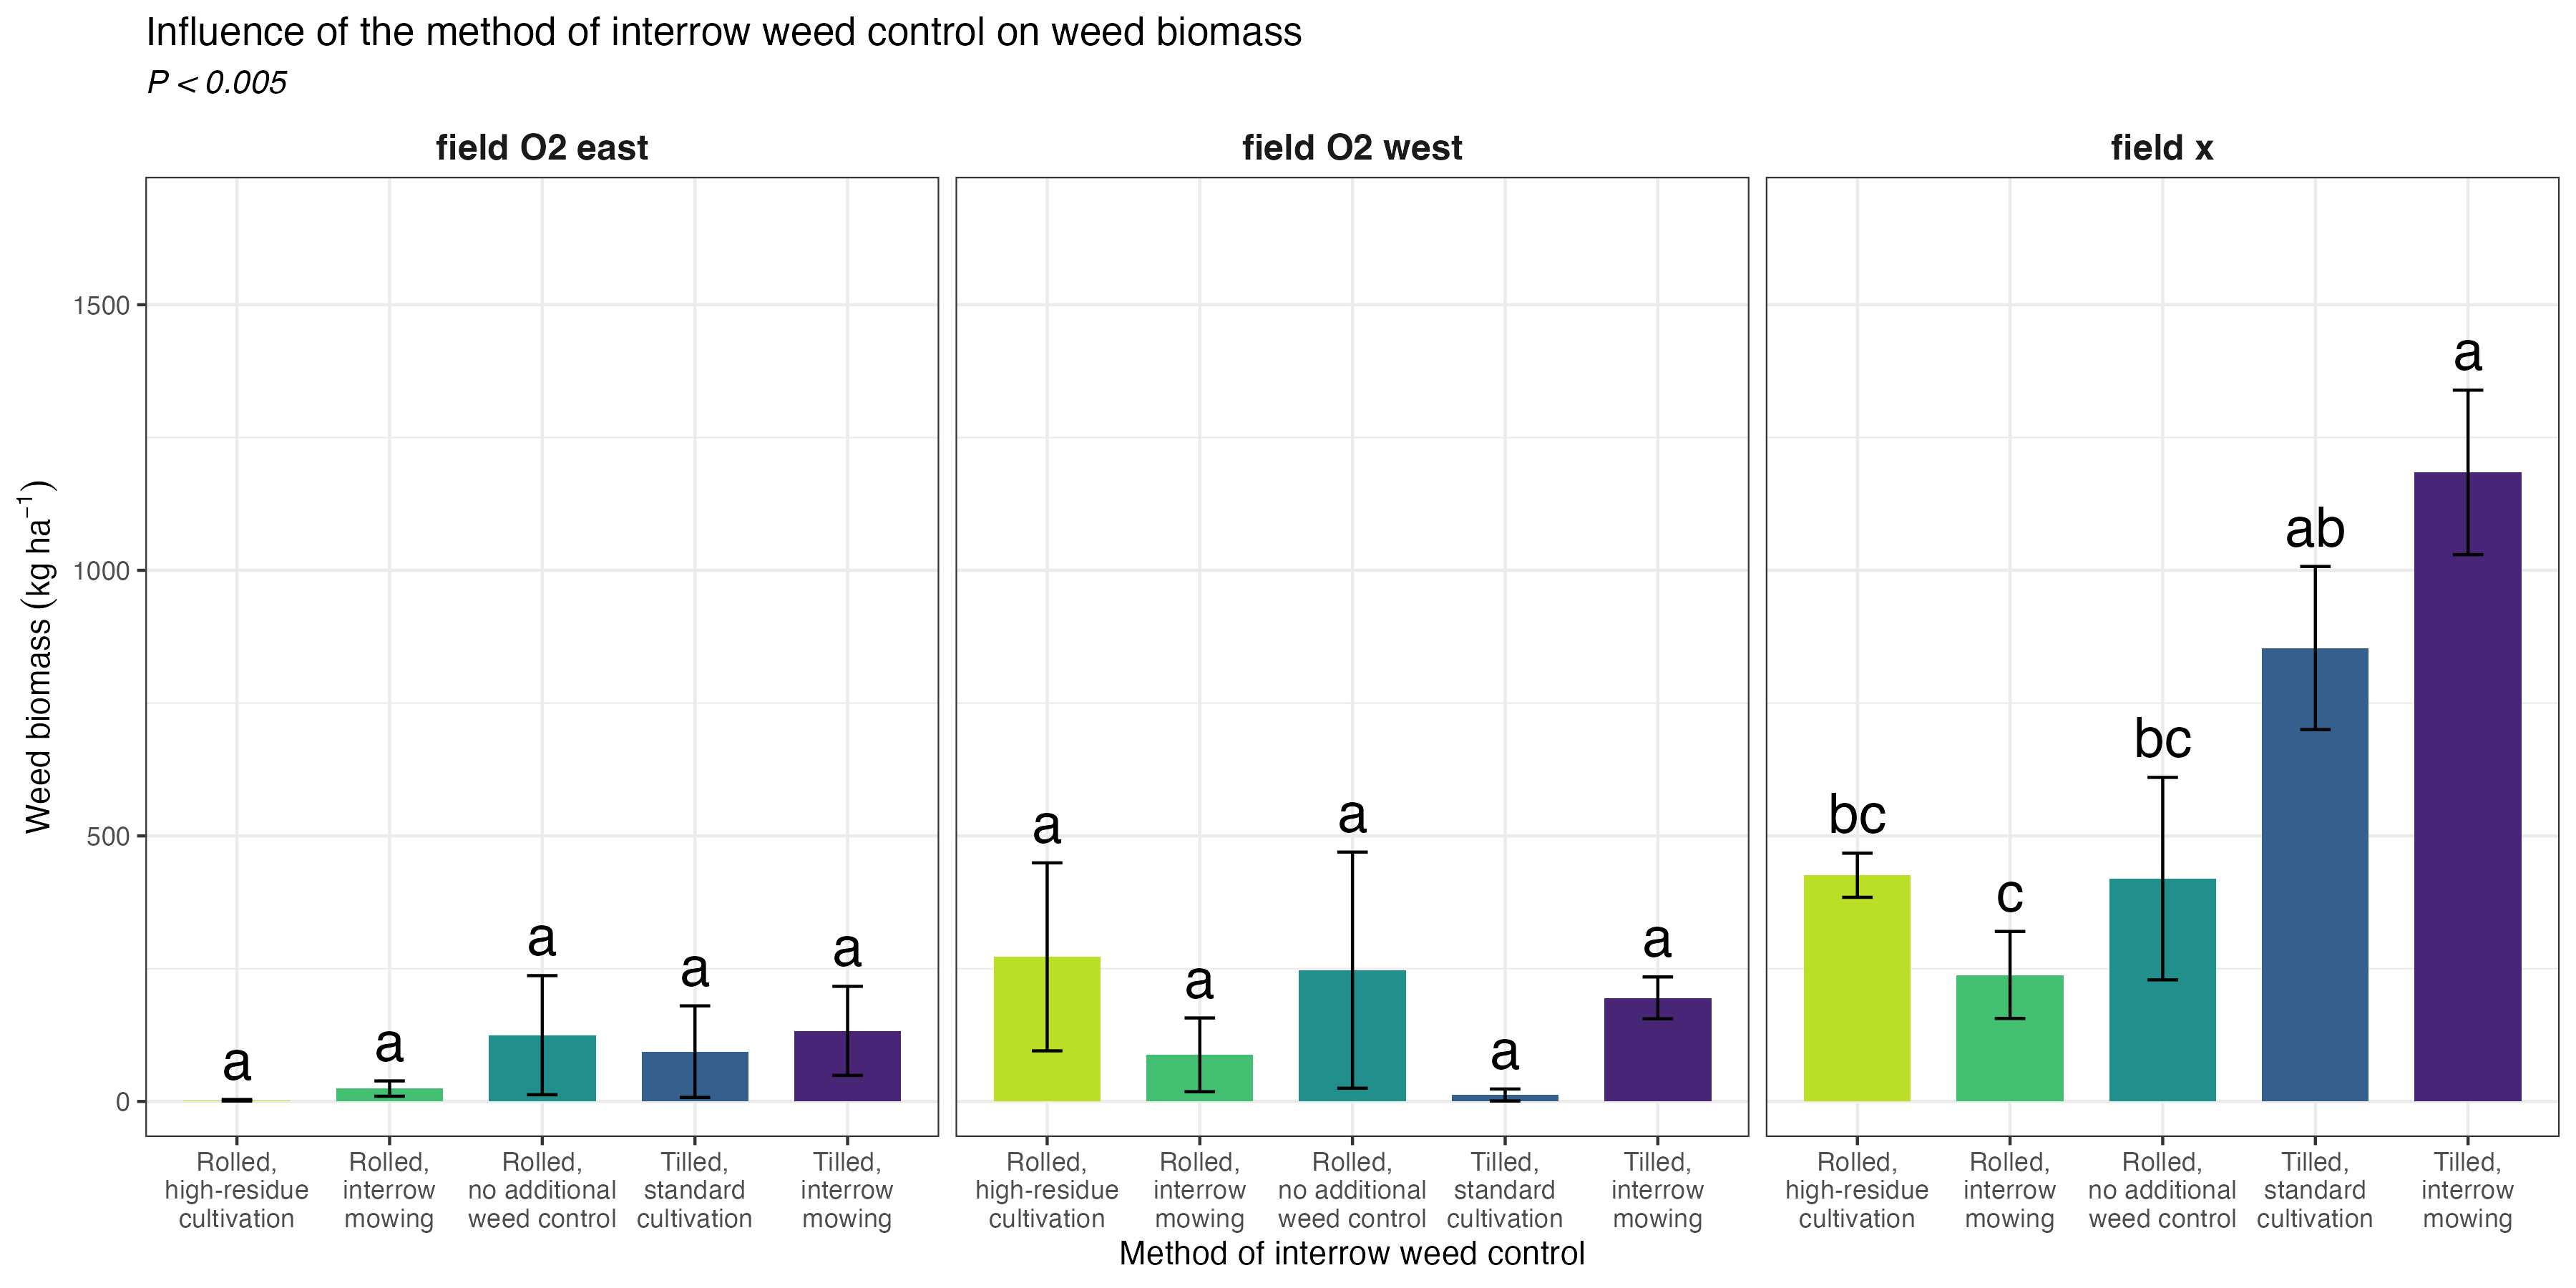 Influence of the method of interrow weed control on weed biomass
P < 0.005
field O2 east
field O2 west
field x
Weed biomass (kg ha⁻¹)
1500
1000
500
0
a
a
a
a
a
a
a
a
a
a
bc
c
bc
ab
a
Rolled,
high-residue
cultivation
Rolled,
interrow
mowing
Rolled,
no additional
weed control
Tilled,
standard
cultivation
Tilled,
interrow
mowing
Rolled,
high-residue
cultivation
Rolled,
interrow
mowing
Rolled,
no additional
weed control
Tilled,
standard
cultivation
Tilled,
interrow
mowing
Rolled,
high-residue
cultivation
Rolled,
interrow
mowing
Rolled,
no additional
weed control
Tilled,
standard
cultivation
Tilled,
interrow
mowing
Method of interrow weed control